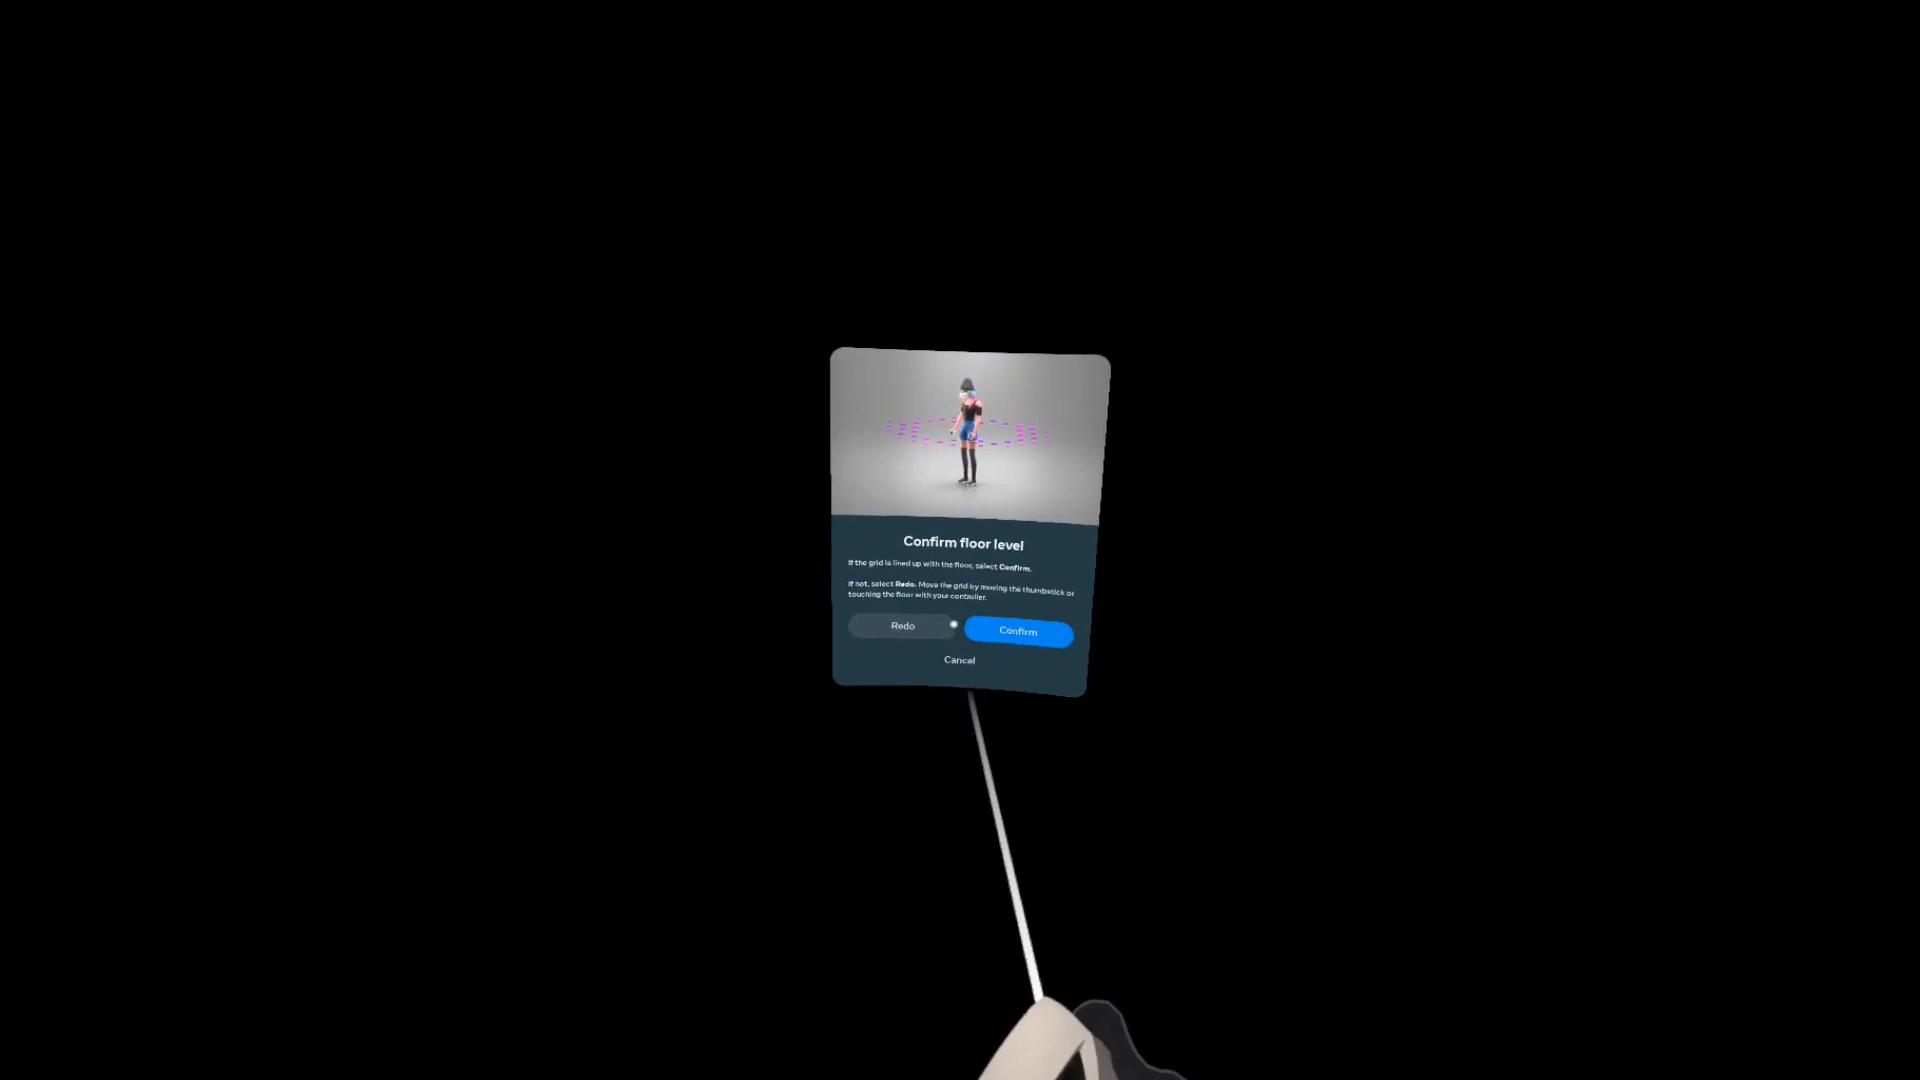 Confirm floor level
If the grid is lined up with the floor, select Confirm.
If not, select Redo. Move the grid by moving the thumbstick or
touching the floor with your controller.
Redo
Confirm
Cancel